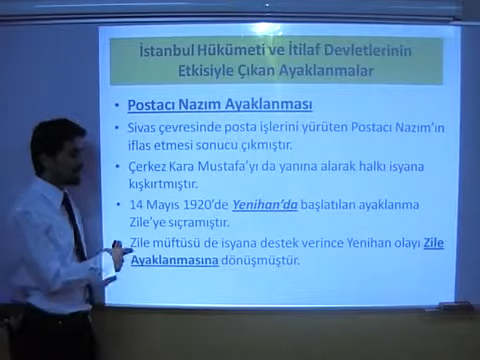 İstanbul Hükümeti ve İtilaf Devletlerinin
Etkisiyle Çıkan Ayaklanmalar
• Postacı Nazım Ayaklanması
• Sivas çevresinde posta işlerini yürüten Postacı Nazım'ın
iflas etmesi sonucu çıkmıştır.
• Çerkez Kara Mustafa'yı da yanına alarak halkı isyana
kışkırtmıştır.
• 14 Mayıs 1920'de Yenihan'da başlatılan ayaklanma
Zile'ye sıçramıştır.
Zile müftüsü de isyana destek verince Yenihan olayı Zile
Ayaklanmasına dönüşmüştür.